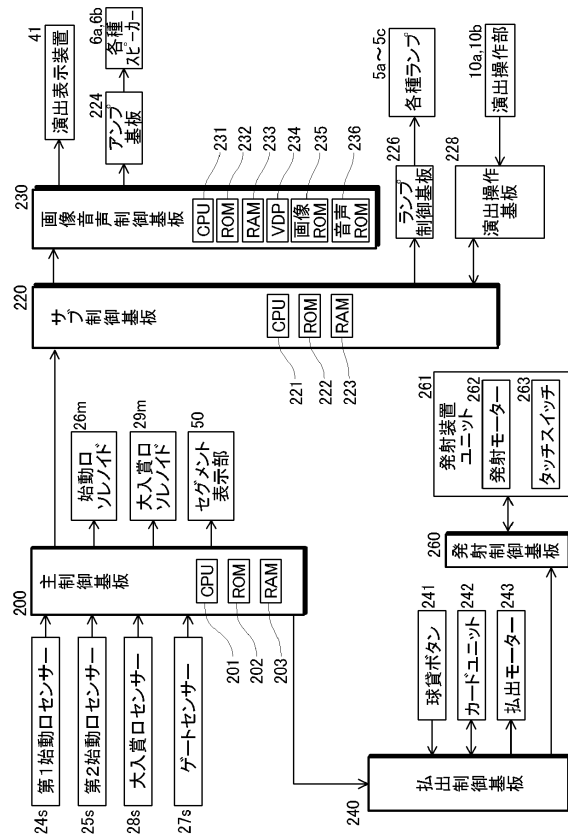 24s
第1始動口センサー
25s
第2始動口センサー
28s
大入賞口センサー
27s
ゲートセンサー
200
主制御基板
CPU
ROM
RAM
201
202
203
26m
始動口
ソレノイド
29m
大入賞口
ソレノイド
50
セグメント
表示部
220
サブ制御基板
CPU
ROM
RAM
221
222
223
230
画像音声制御基板
CPU
ROM
RAM
VDP
画像
ROM
音声
ROM
231
232
233
234
235
236
41
演出表示装置
224
アンプ
基板
6a,6b
各種
スピーカー
226
ランプ
制御基板
5a～5c
各種ランプ
228
演出操作
基板
10a,10b
演出操作部
240
払出制御基板
241
球貸ボタン
242
カードユニット
243
払出モーター
260
発射制御基板
261
発射装置
ユニット
262
発射モーター
263
タッチスイッチ